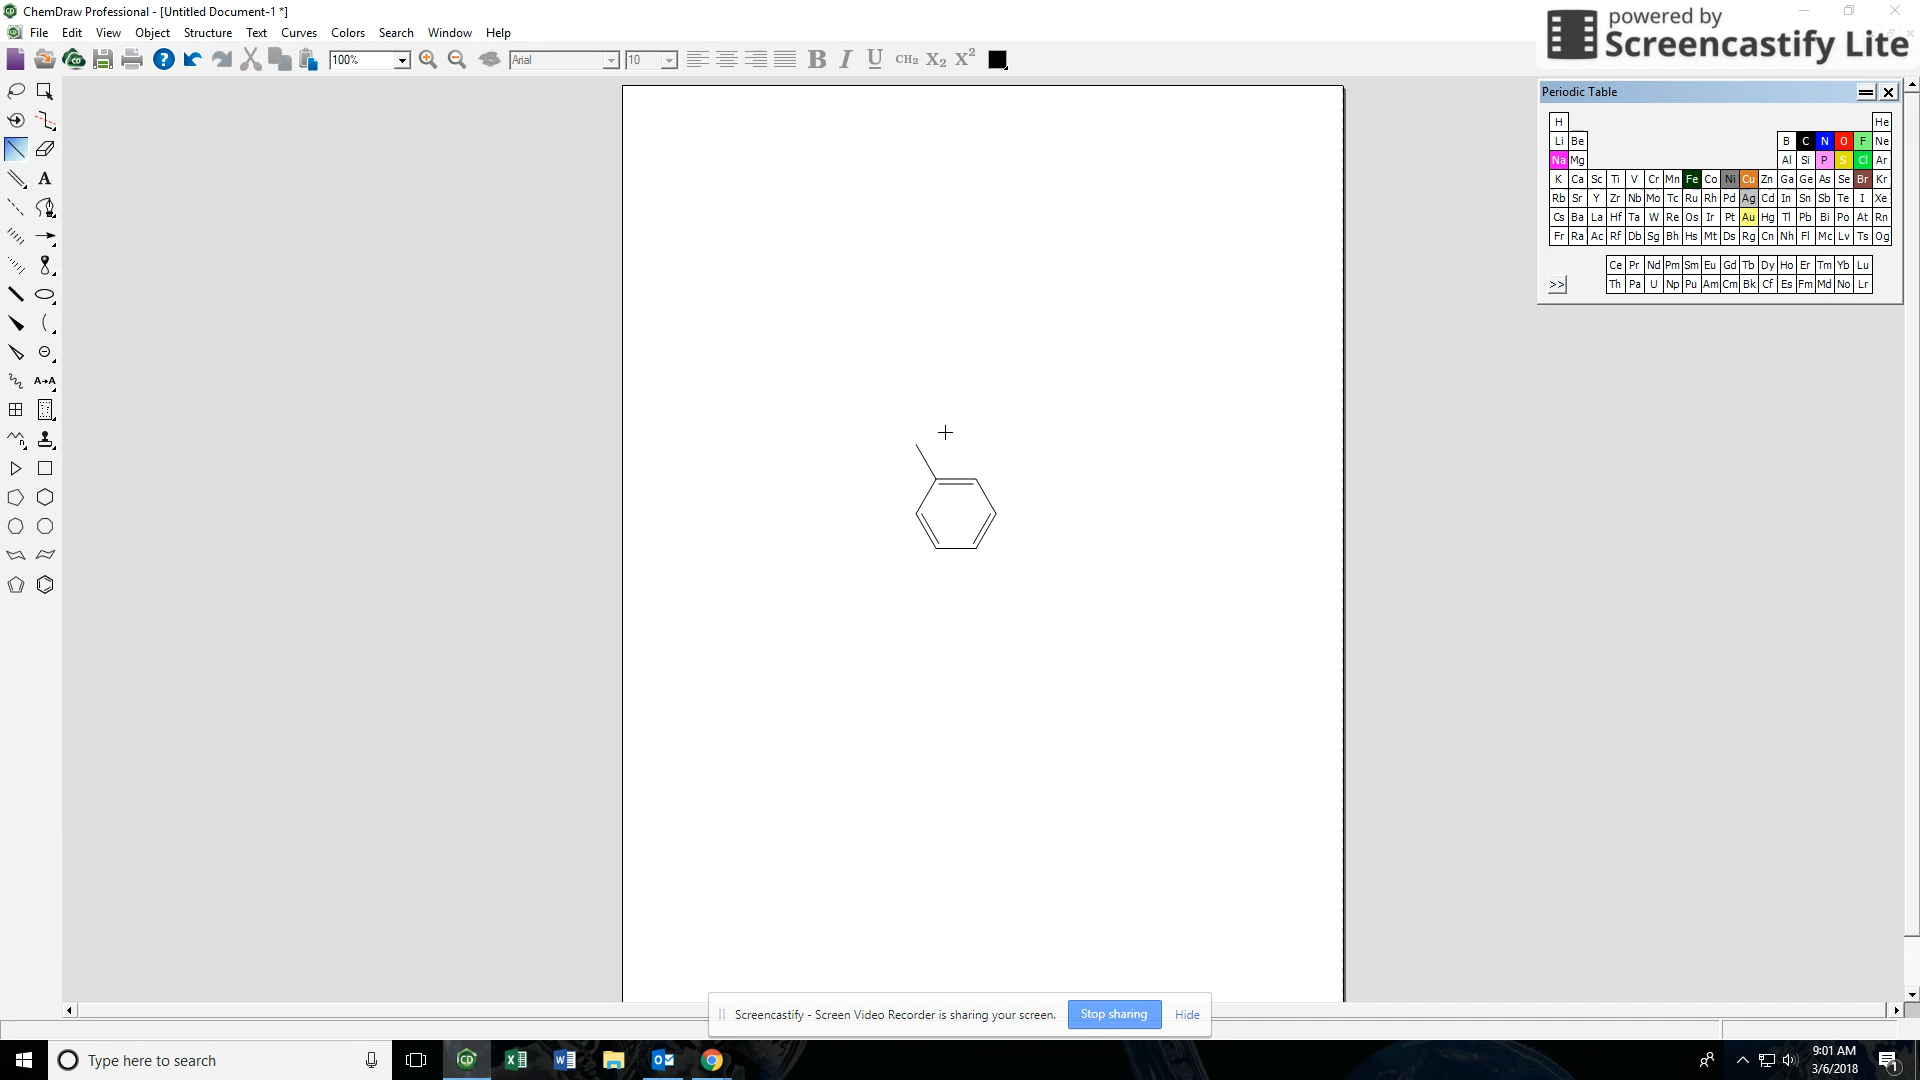 ChemDraw Professional - [Untitled Document-1 *]
File Edit View Object Structure Text Curves Colors Search Window Help
100% Arial 10 B I U CH2 X2 X2
powered by
Screencastify Lite
A
A→A
n
Periodic Table
H He
Li Be B C N O F Ne
Na Mg Al Si P S Cl Ar
K Ca Sc Ti V Cr Mn Fe Co Ni Cu Zn Ga Ge As Se Br Kr
Rb Sr Y Zr Nb Mo Tc Ru Rh Pd Ag Cd In Sn Sb Te I Xe
Cs Ba La Hf Ta W Re Os Ir Pt Au Hg Tl Pb Bi Po At Rn
Fr Ra Ac Rf Db Sg Bh Hs Mt Ds Rg Cn Nh Fl Mc Lv Ts Og
Ce Pr Nd Pm Sm Eu Gd Tb Dy Ho Er Tm Yb Lu
>> Th Pa U Np Pu Am Cm Bk Cf Es Fm Md No Lr
Screencastify - Screen Video Recorder is sharing your screen. Stop sharing Hide
Type here to search
9:01 AM
3/6/2018
1